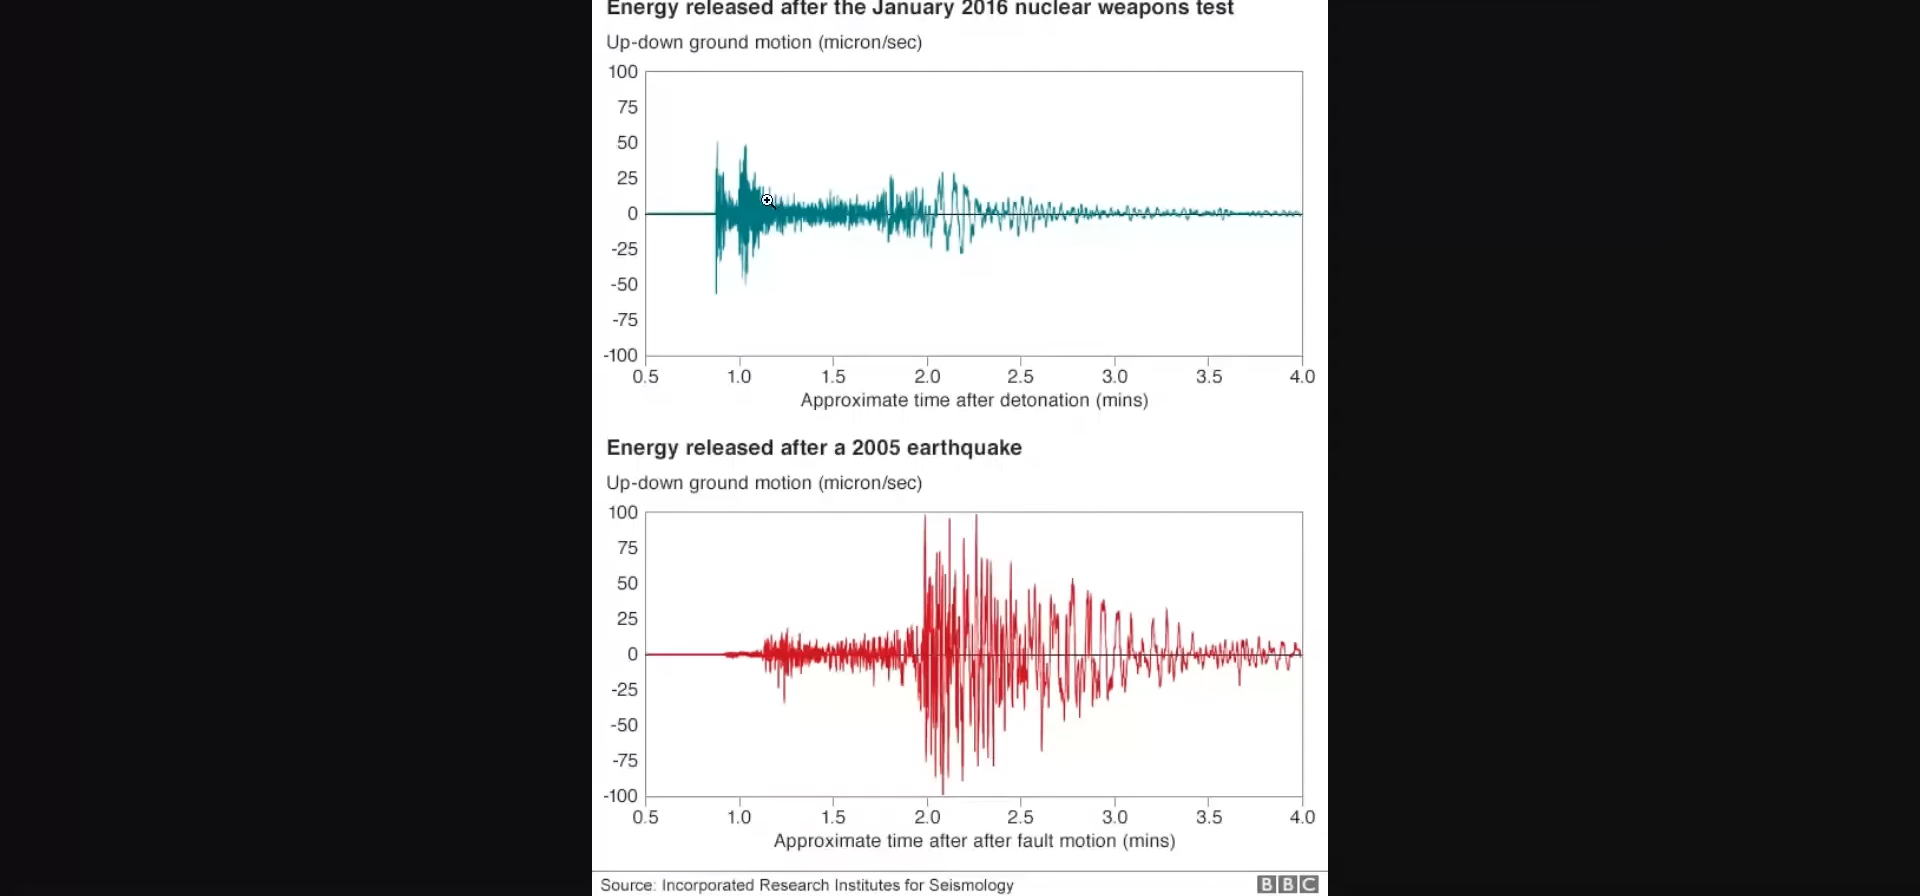 Energy released after the January 2016 nuclear weapons test
Up-down ground motion (micron/sec)
100
75
50
25
0
-25
-50
-75
-100
0.5 1.0 1.5 2.0 2.5 3.0 3.5 4.0
Approximate time after detonation (mins)
Energy released after a 2005 earthquake
Up-down ground motion (micron/sec)
100
75
50
25
0
-25
-50
-75
-100
0.5 1.0 1.5 2.0 2.5 3.0 3.5 4.0
Approximate time after after fault motion (mins)
Source: Incorporated Research Institutes for Seismology
BBC